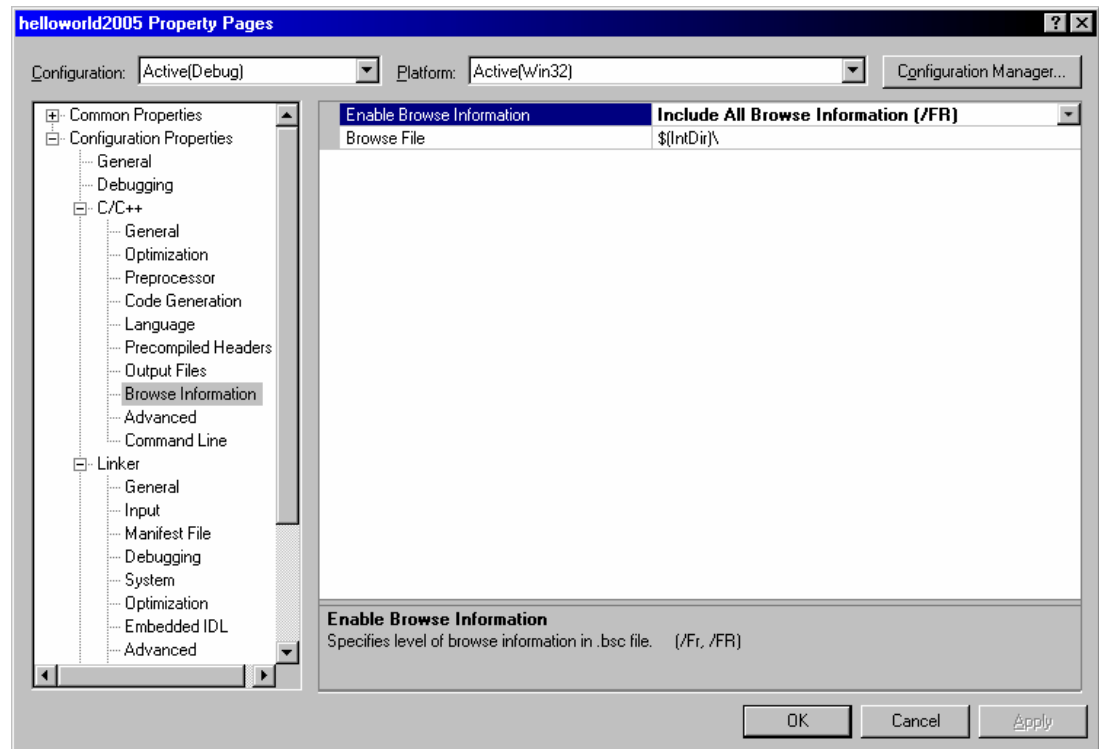 helloworld2005 Property Pages
Configuration: Active(Debug) Platform: Active(Win32) Configuration Manager...
Common Properties
Configuration Properties
General
Debugging
C/C++
General
Optimization
Preprocessor
Code Generation
Language
Precompiled Headers
Output Files
Browse Information
Advanced
Command Line
Linker
General
Input
Manifest File
Debugging
System
Optimization
Embedded IDL
Advanced
Enable Browse Information Include All Browse Information (/FR)
Browse File $(IntDir)\
Enable Browse Information
Specifies level of browse information in .bsc file. (/Fr, /FR)
OK Cancel Apply